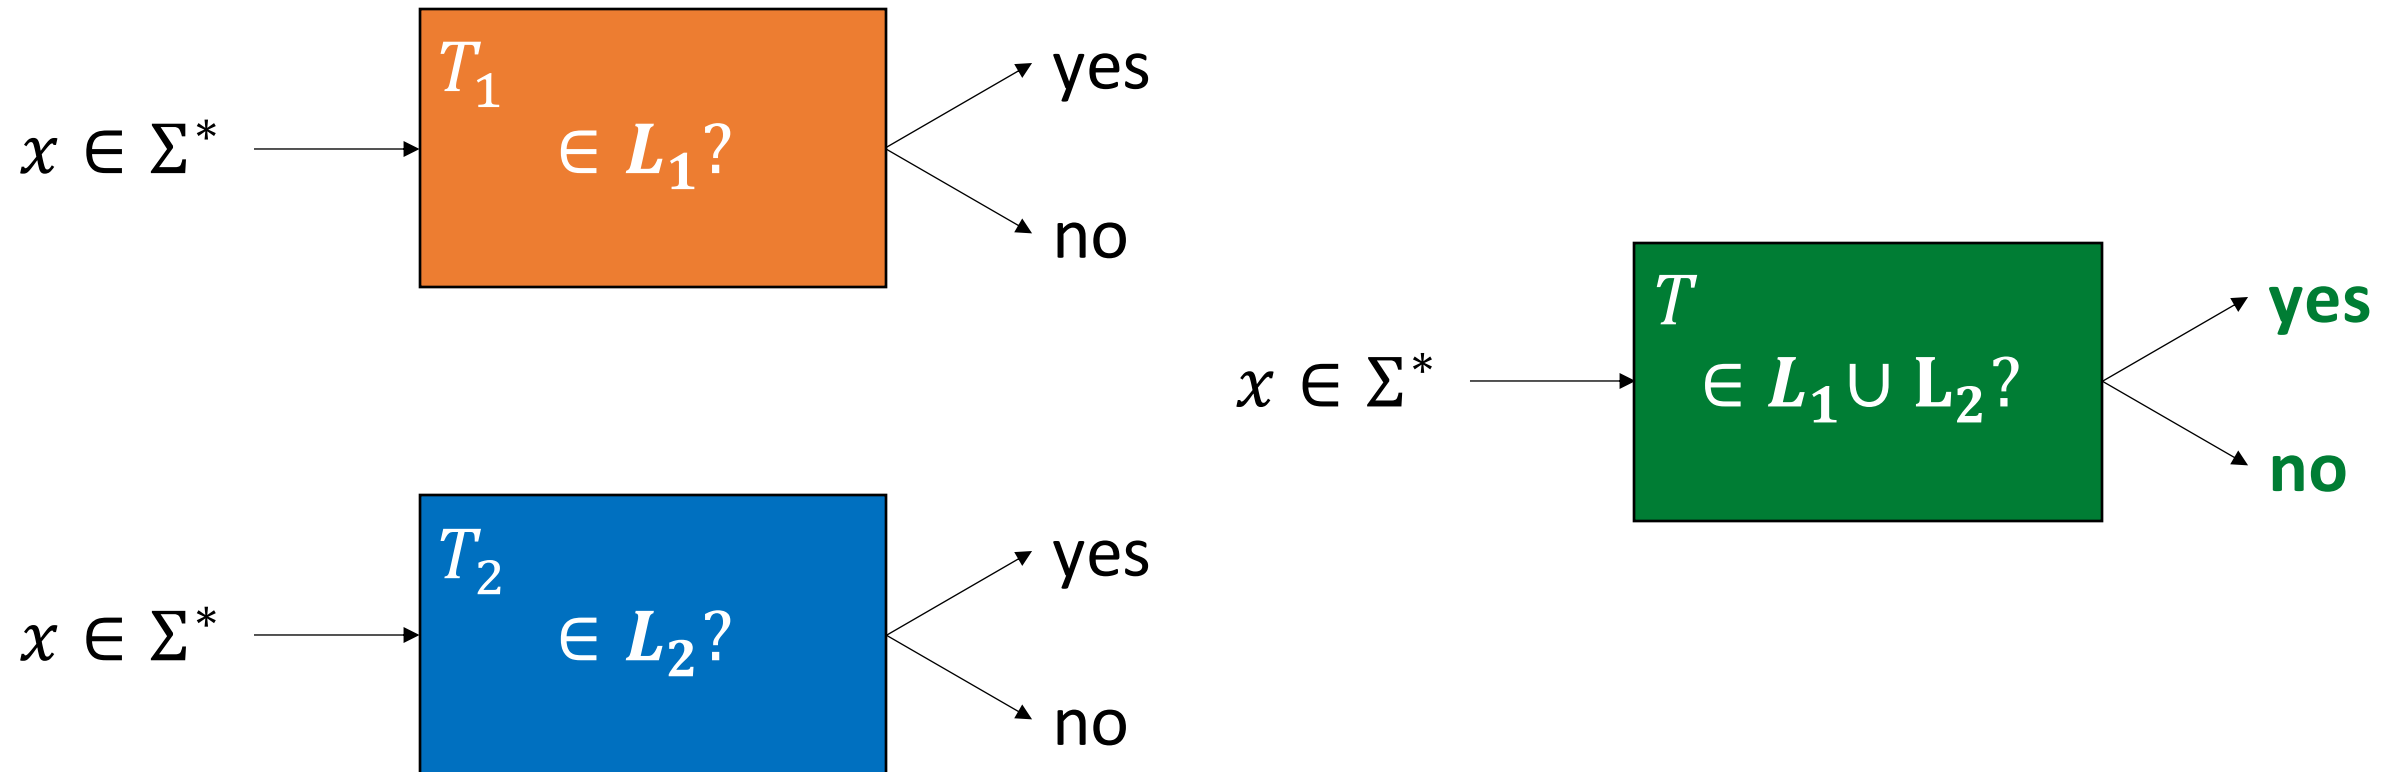 T₁
x ∈ Σ*
∈ L₁?
yes
no
T₂
x ∈ Σ*
∈ L₂?
yes
no
T
x ∈ Σ*
∈ L₁∪ L₂?
yes
no